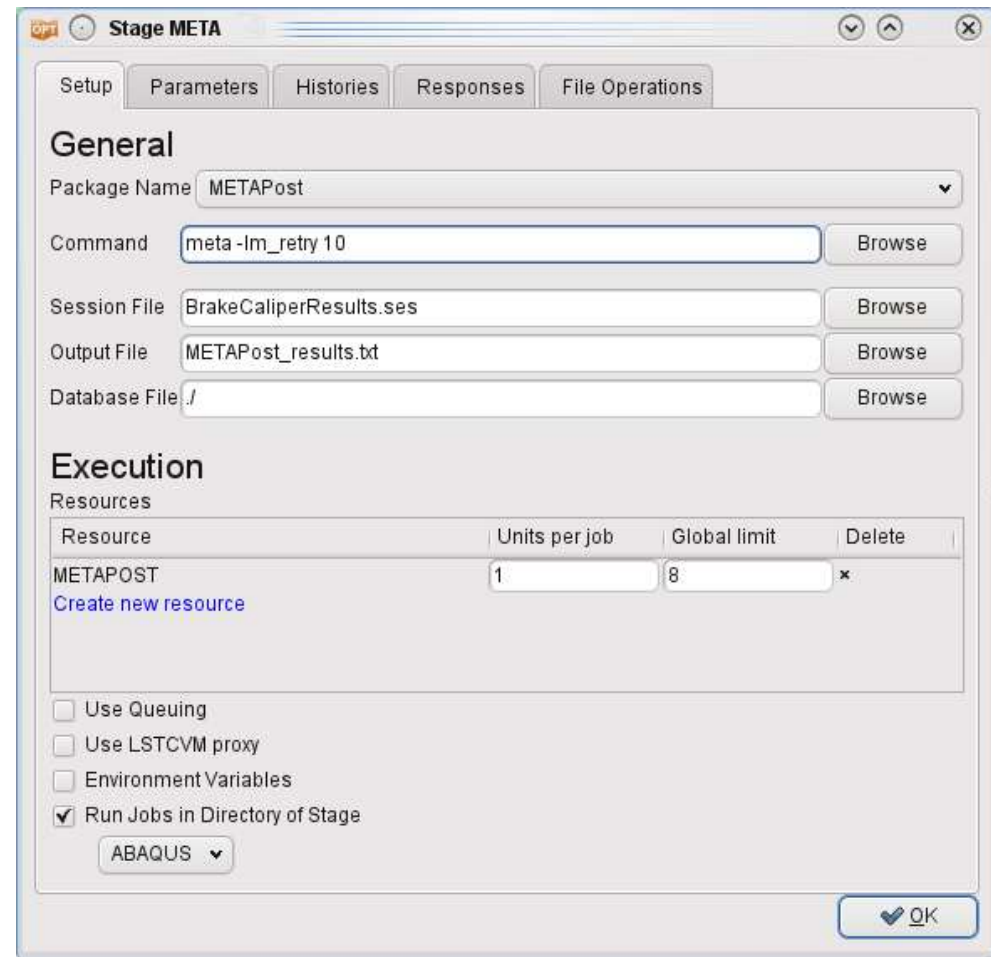 OPT Stage META
Setup Parameters Histories Responses File Operations
General
Package Name METAPost
Command meta -lm_retry 10 Browse
Session File BrakeCaliperResults.ses Browse
Output File METAPost_results.txt Browse
Database File ./ Browse
Execution
Resources
Resource Units per job Global limit Delete
METAPOST 1 8
Create new resource
Use Queuing
Use LSTCVM proxy
Environment Variables
Run Jobs in Directory of Stage
ABAQUS
OK